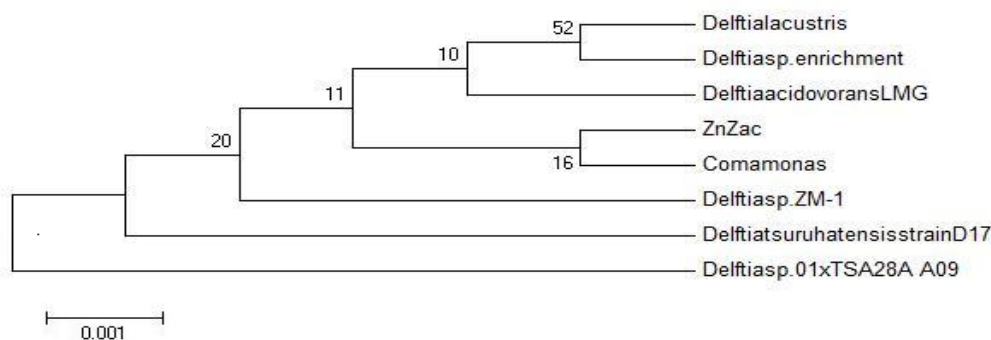 52
Delftialacustris
Delftiasp.enrichment
10
DelftiaacidovoransLMG
11
ZnZac
16
Comamonas
20
Delftiasp.ZM-1
DelftiatsuruhatensisstrainD17
Delftiasp.01xTSA28A A09
0.001